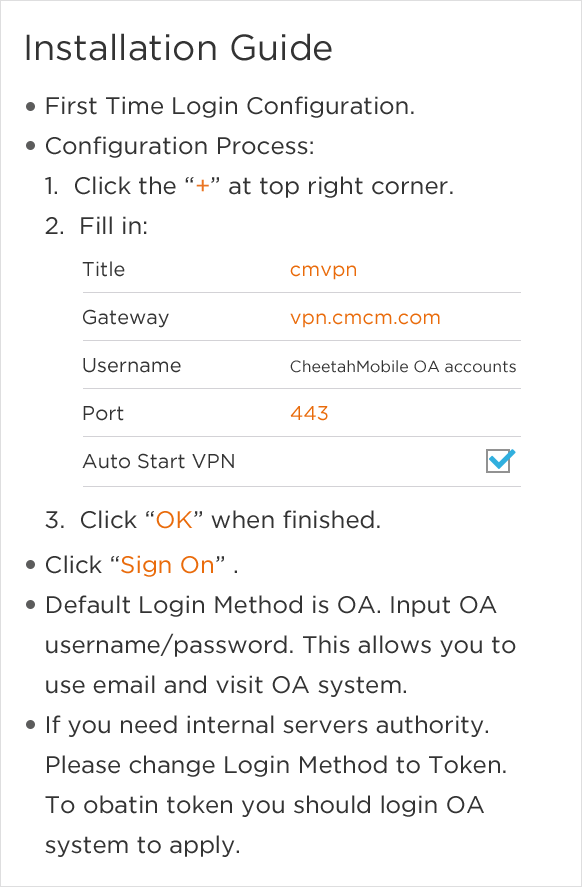 Installation Guide
• First Time Login Configuration.
• Configuration Process:
1. Click the “+” at top right corner.
2. Fill in:
Title cmvpn
Gateway vpn.cmcm.com
Username CheetahMobile OA accounts
Port 443
Auto Start VPN
3. Click “OK” when finished.
• Click “Sign On” .
• Default Login Method is OA. Input OA
username/password. This allows you to
use email and visit OA system.
• If you need internal servers authority.
Please change Login Method to Token.
To obatin token you should login OA
system to apply.